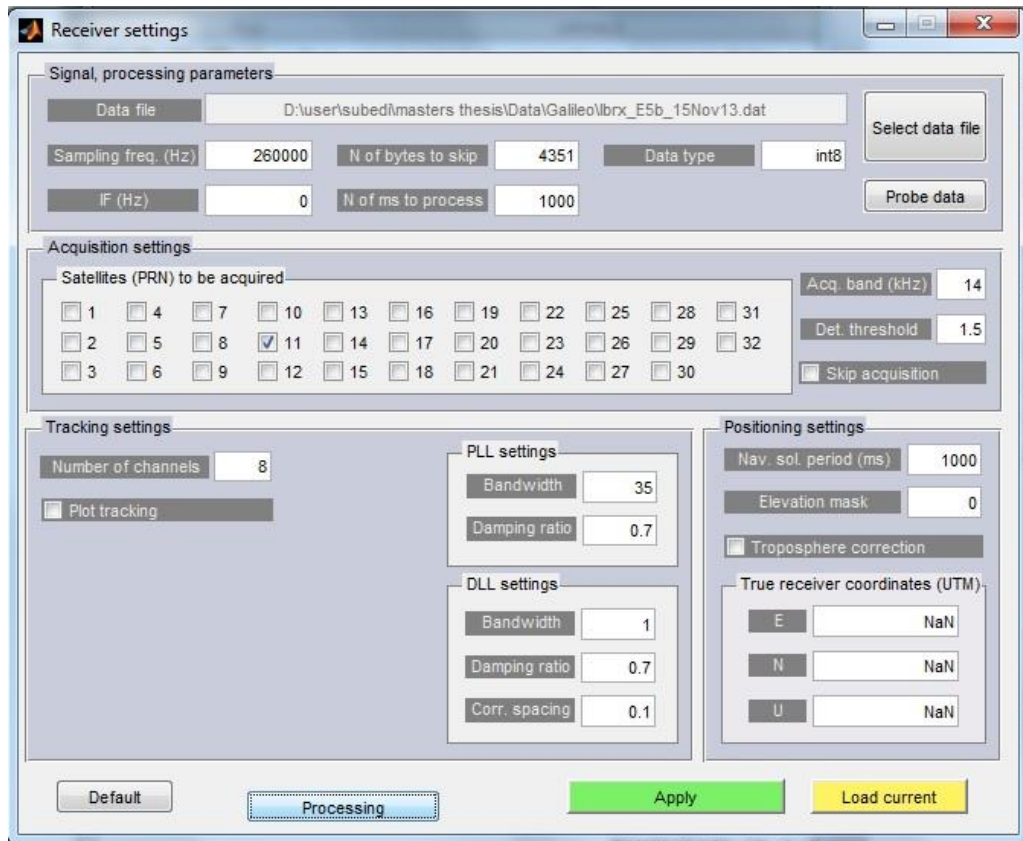 Receiver settings
Signal, processing parameters
Data file D:\user\subedi\masters thesis\Data\Galileo\lbrx_E5b_15Nov13.dat Select data file
Sampling freq. (Hz) 260000 N of bytes to skip 4351 Data type int8
IF (Hz) 0 N of ms to process 1000 Probe data
Acquisition settings
Satellites (PRN) to be acquired
Acq. band (kHz) 14
1 4 7 10 13 16 19 22 25 28 31
Det. threshold 1.5
2 5 8 11 14 17 20 23 26 29 32
3 6 9 12 15 18 21 24 27 30
Skip acquisition
Tracking settings
Number of channels 8
Plot tracking
PLL settings
Bandwidth 35
Damping ratio 0.7
DLL settings
Bandwidth 1
Damping ratio 0.7
Corr. spacing 0.1
Positioning settings
Nav. sol. period (ms) 1000
Elevation mask 0
Troposphere correction
True receiver coordinates (UTM)
E NaN
N NaN
U NaN
Default Processing Apply Load current